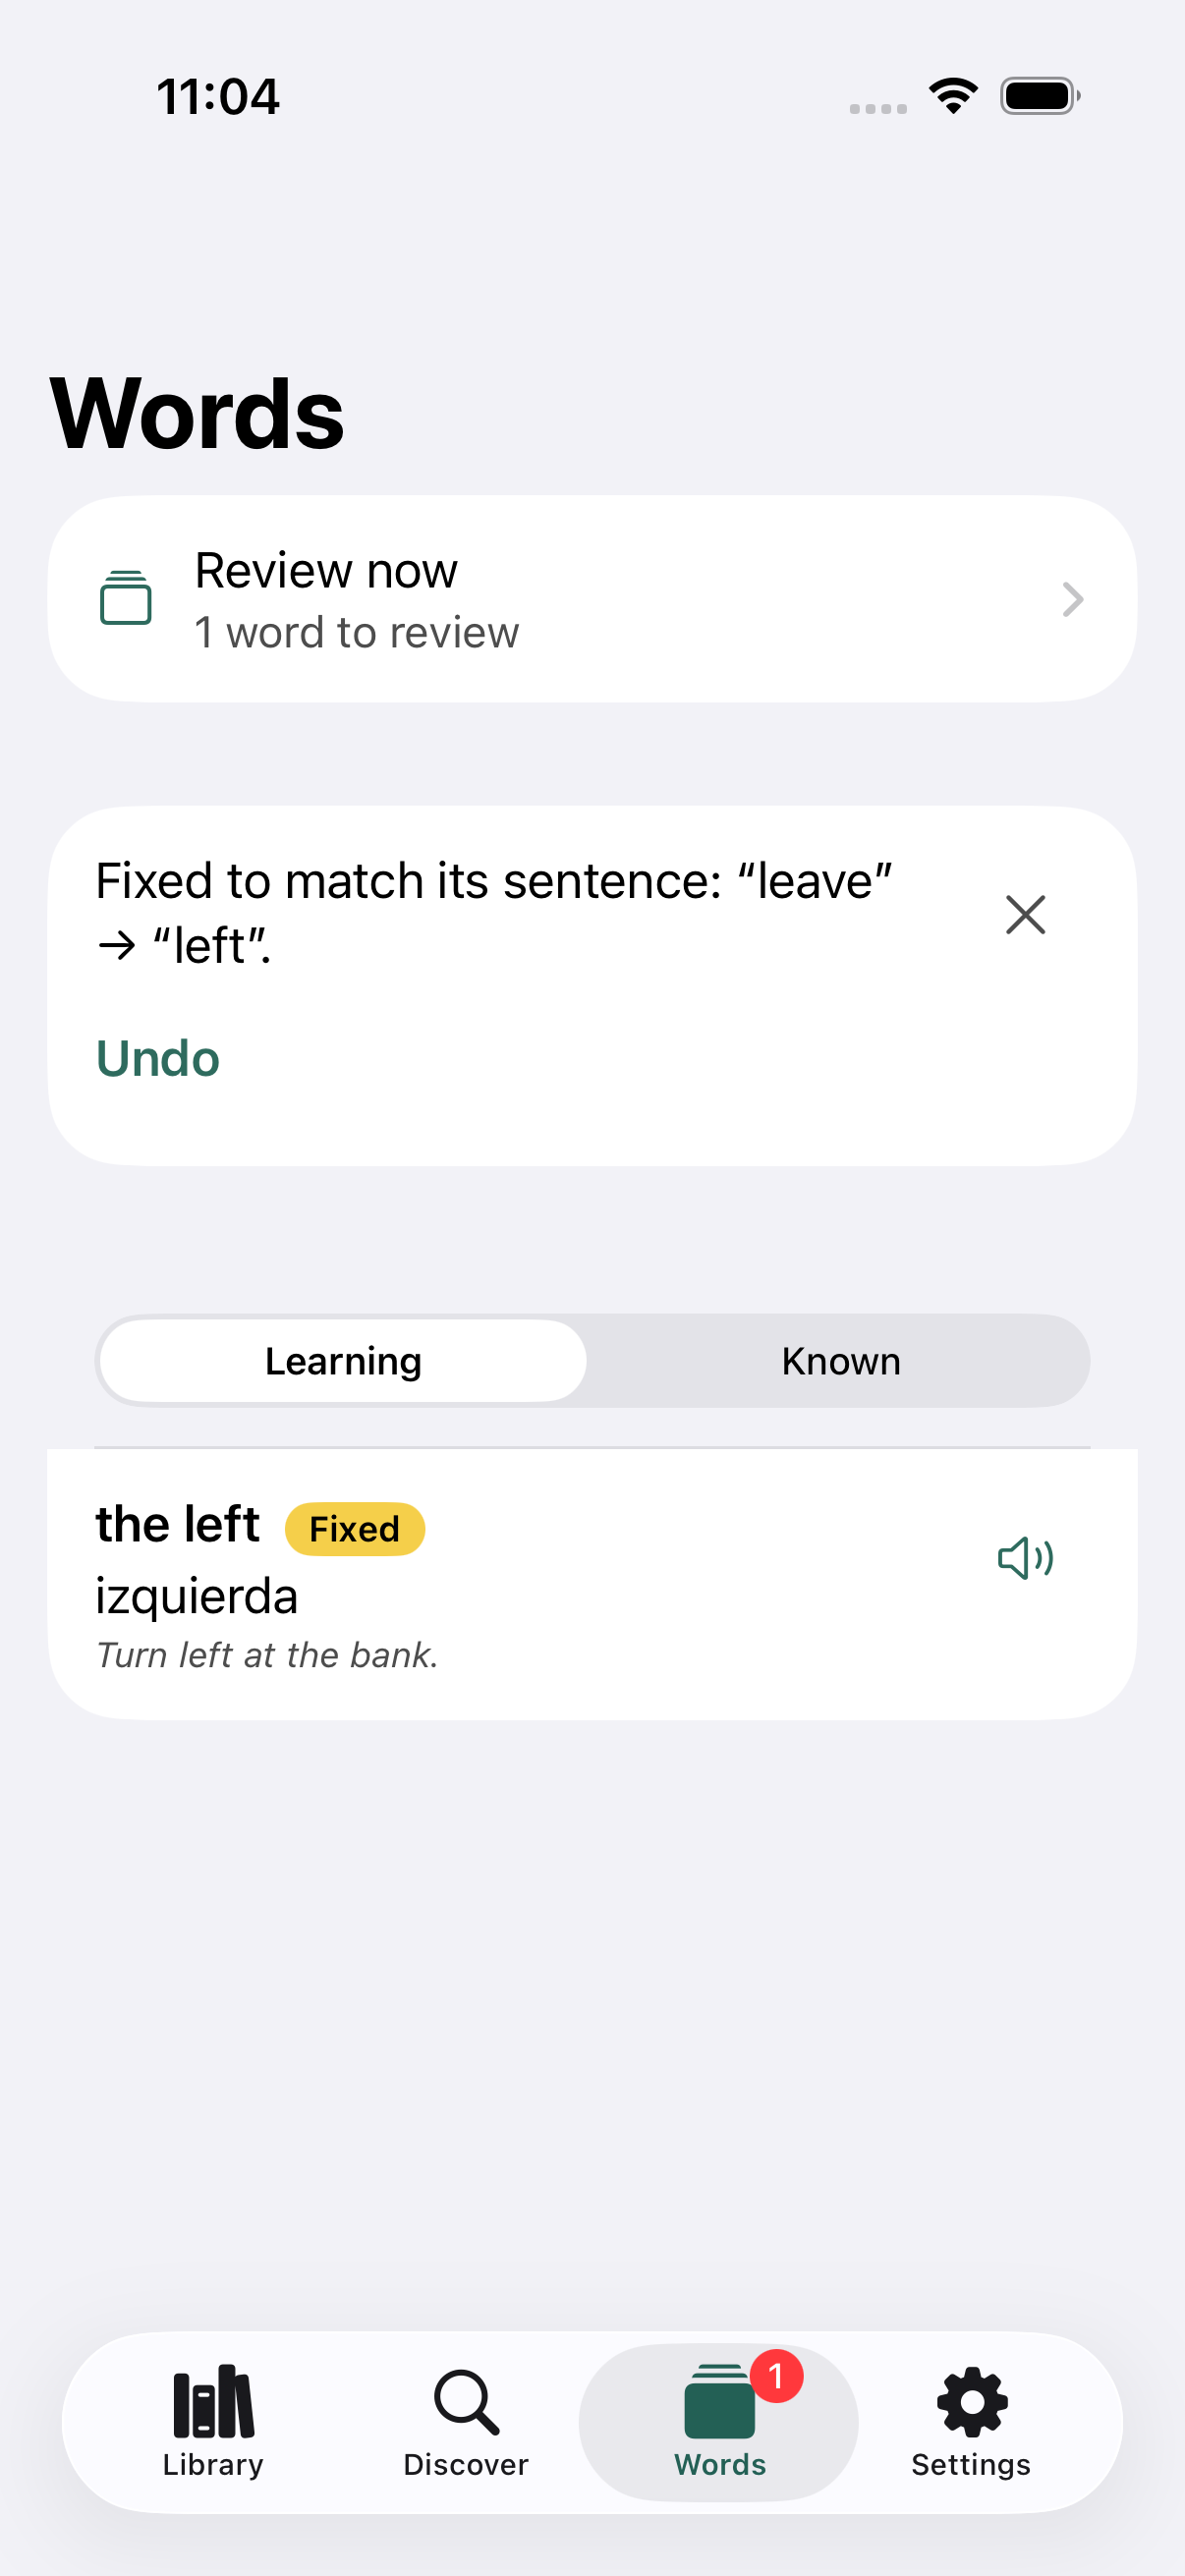 11:04
Words
Review now
1 word to review
Fixed to match its sentence: “leave”
→ “left”.
Undo
Learning
Known
the left
Fixed
izquierda
Turn left at the bank.
1
Library
Discover
Words
Settings